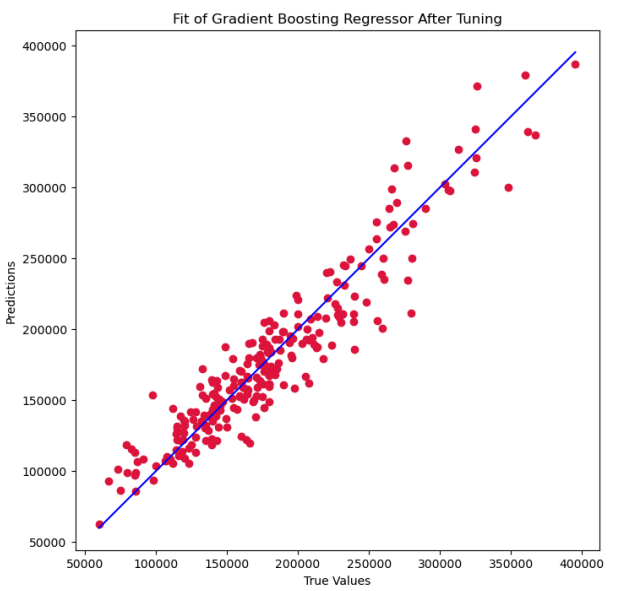 Fit of Gradient Boosting Regressor After Tuning
400000
350000
300000
250000
200000
150000
100000
50000
Predictions
50000 100000 150000 200000 250000 300000 350000 400000
True Values